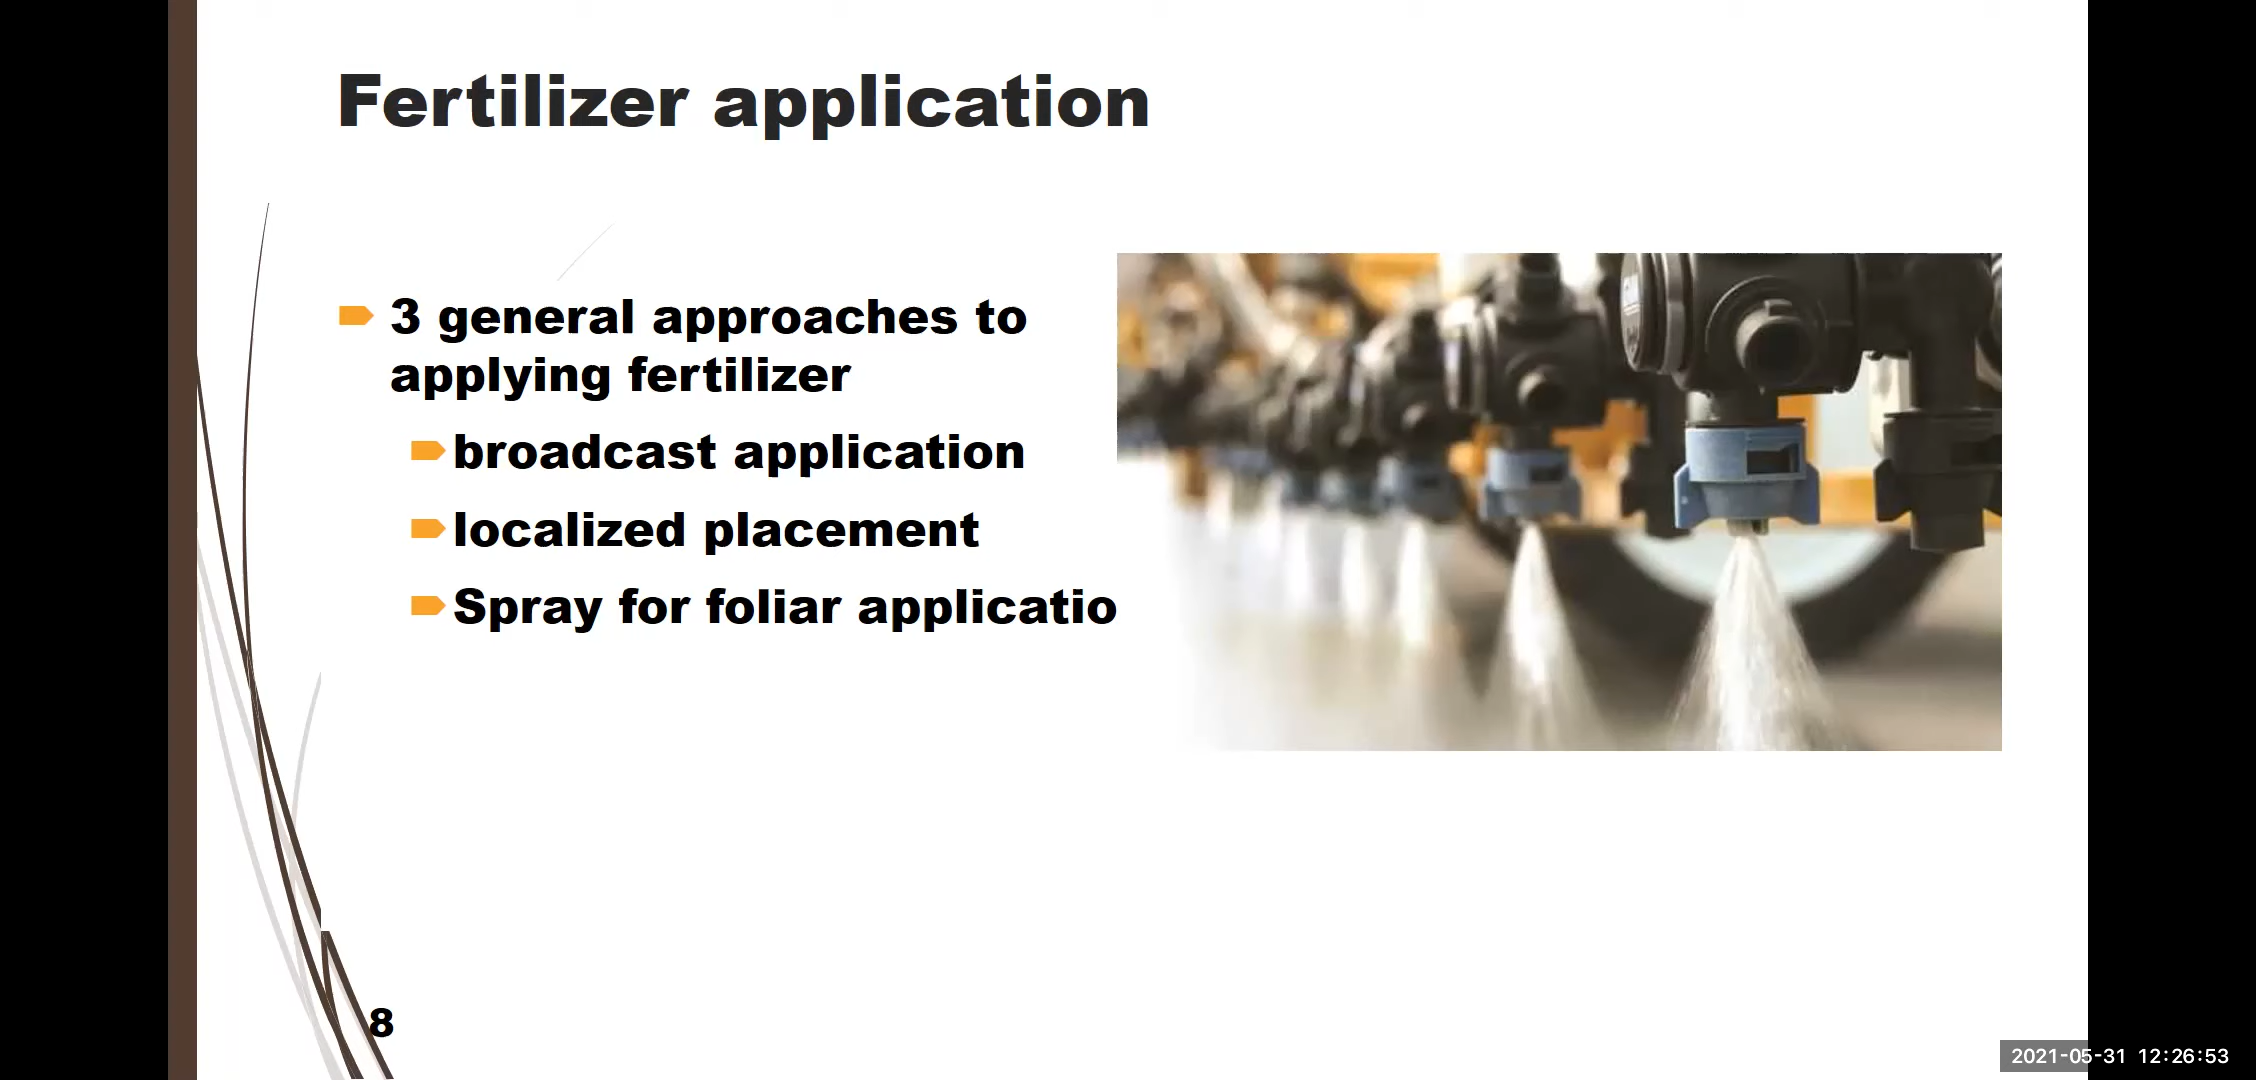 Fertilizer application
3 general approaches to
applying fertilizer
broadcast application
localized placement
Spray for foliar applicatio
8
2021-05-31 12:26:53